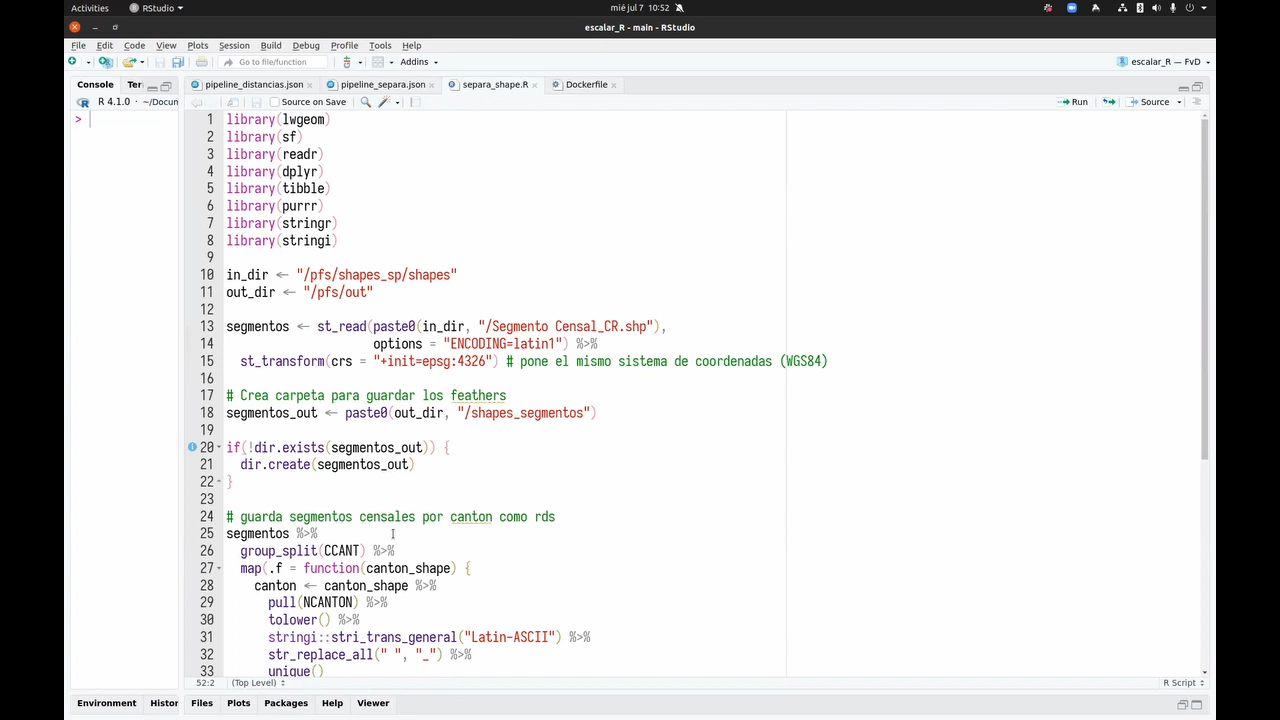 Activities RStudio mié jul 7 10:52
escalar_R - main - RStudio
File Edit Code View Plots Session Build Debug Profile Tools Help
Go to file/function Addins escalar_R — FvD
Console Ter pipeline_distancias.json pipeline_separa.json separa_shape.R Dockerfile
R 4.1.0 · ~/Docun Source on Save Run Source
>
1 library(lwgeom)
2 library(sf)
3 library(readr)
4 library(dplyr)
5 library(tibble)
6 library(purrr)
7 library(stringr)
8 library(stringi)
9
10 in_dir <- "/pfs/shapes_sp/shapes"
11 out_dir <- "/pfs/out"
12
13 segmentos <- st_read(paste0(in_dir, "/Segmento Censal_CR.shp"),
14 options = "ENCODING=latin1") %>%
15 st_transform(crs = "+init=epsg:4326") # pone el mismo sistema de coordenadas (WGS84)
16
17 # Crea carpeta para guardar los feathers
18 segmentos_out <- paste0(out_dir, "/shapes_segmentos")
19
20 if(!dir.exists(segmentos_out)) {
21 dir.create(segmentos_out)
22 }
23
24 # guarda segmentos censales por canton como rds
25 segmentos %>%
26 group_split(CCANT) %>%
27 map(.f = function(canton_shape) {
28 canton <- canton_shape %>%
29 pull(NCANTON) %>%
30 tolower() %>%
31 stringi::stri_trans_general("Latin-ASCII") %>%
32 str_replace_all(" ", "_") %>%
33 unique()
52:2 (Top Level) R Script
Environment Histor Files Plots Packages Help Viewer